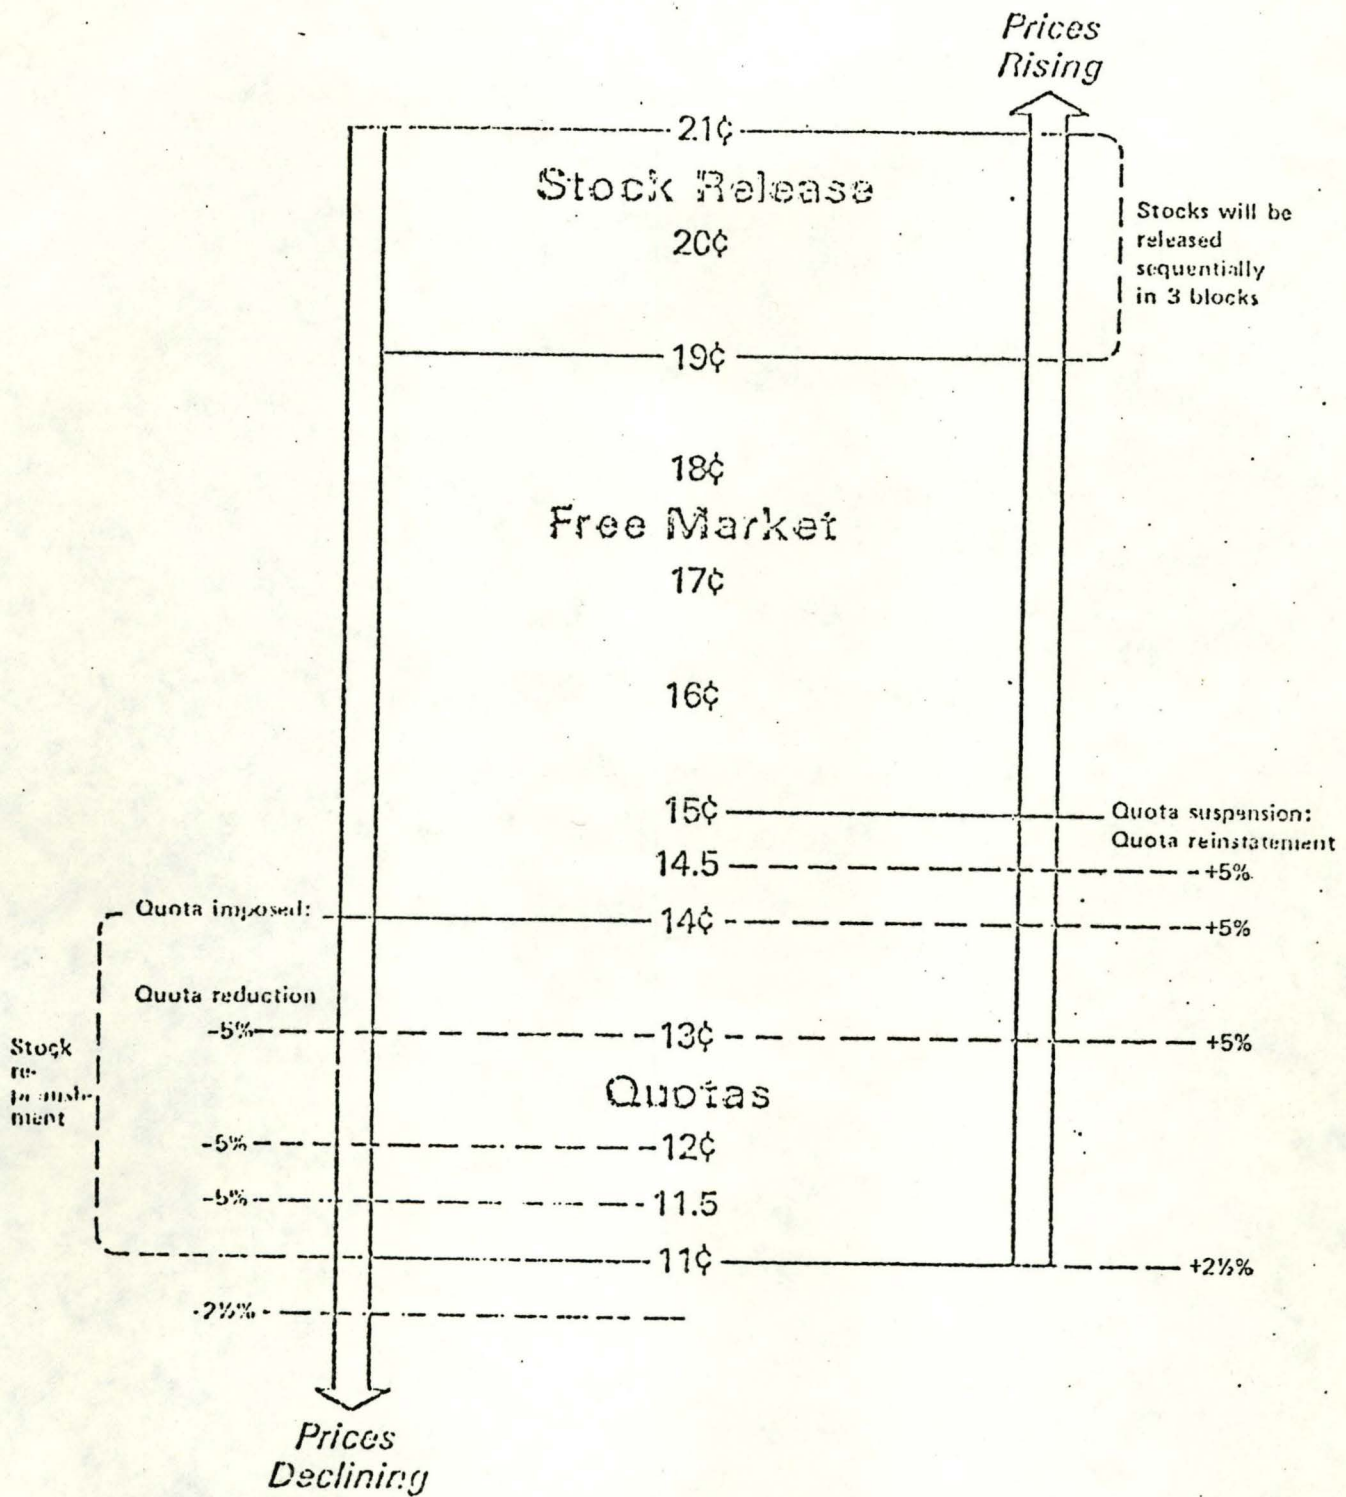 Prices
Rising
21¢
Stock Release
Stocks will be
released
sequentially
in 3 blocks
20¢
19¢
18¢
Free Market
17¢
16¢
15¢
Quota suspension:
Quota reinstatement
14.5
+5%
Quota imposed:
14¢
+5%
Quota reduction
-5%
13¢
+5%
Stock
re-
ment
Quotas
-5%
12¢
-5%
11.5
11¢
+2½%
-2½%
Prices
Declining